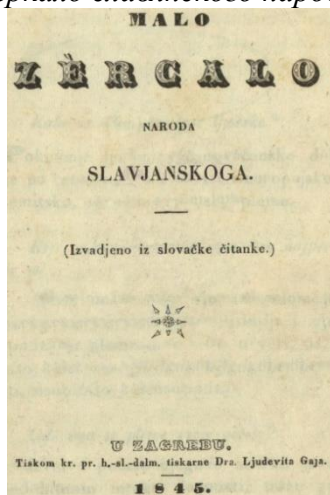 MALO
ZÈRCALO
NARODA
SLAVJANSKOGA.
(Izvadjeno iz slovačke čitanke.)
U ZAGREBU.
Tiskom kr. pr. h.-sl.-dalm. tiskarne Dra. Ljudevita Gaja.
1845.